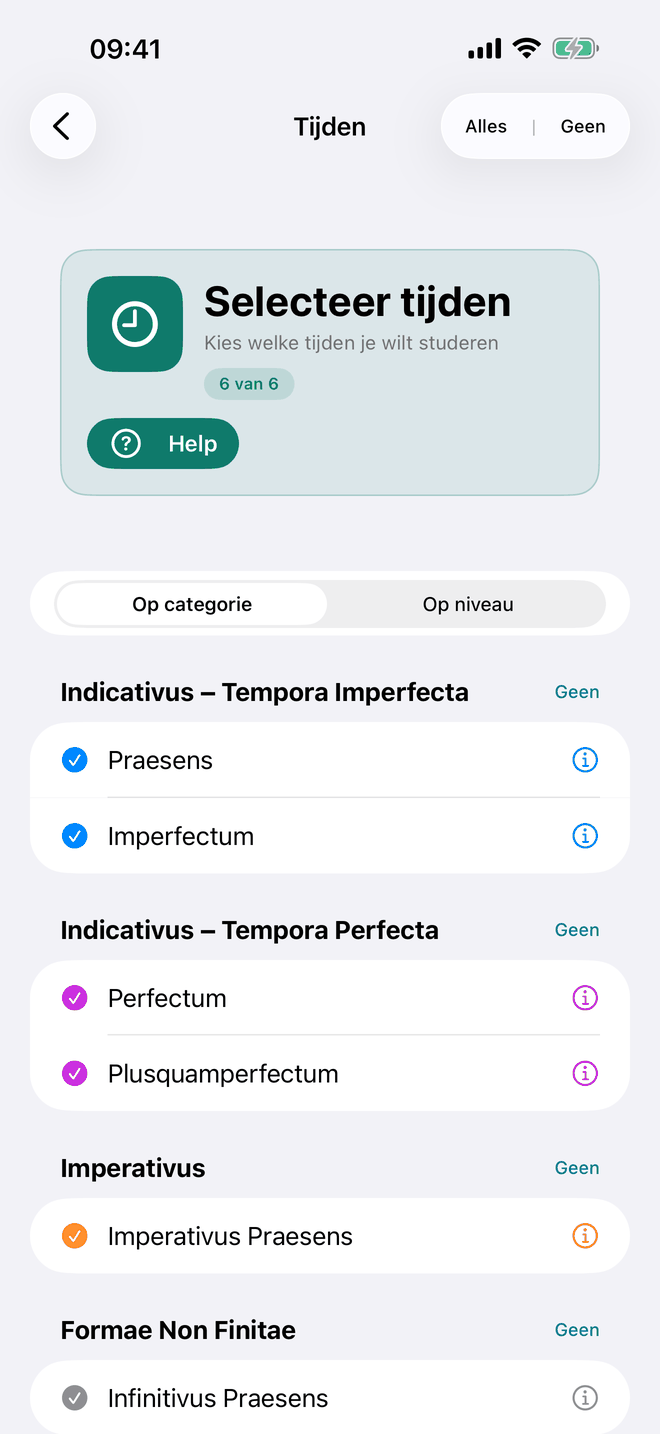 09:41
Tijden
Alles | Geen
Selecteer tijden
Kies welke tijden je wilt studeren
6 van 6
Help
Op categorie
Op niveau
Indicativus – Tempora Imperfecta
Geen
Praesens
Imperfectum
Indicativus – Tempora Perfecta
Geen
Perfectum
Plusquamperfectum
Imperativus
Geen
Imperativus Praesens
Formae Non Finitae
Geen
Infinitivus Praesens